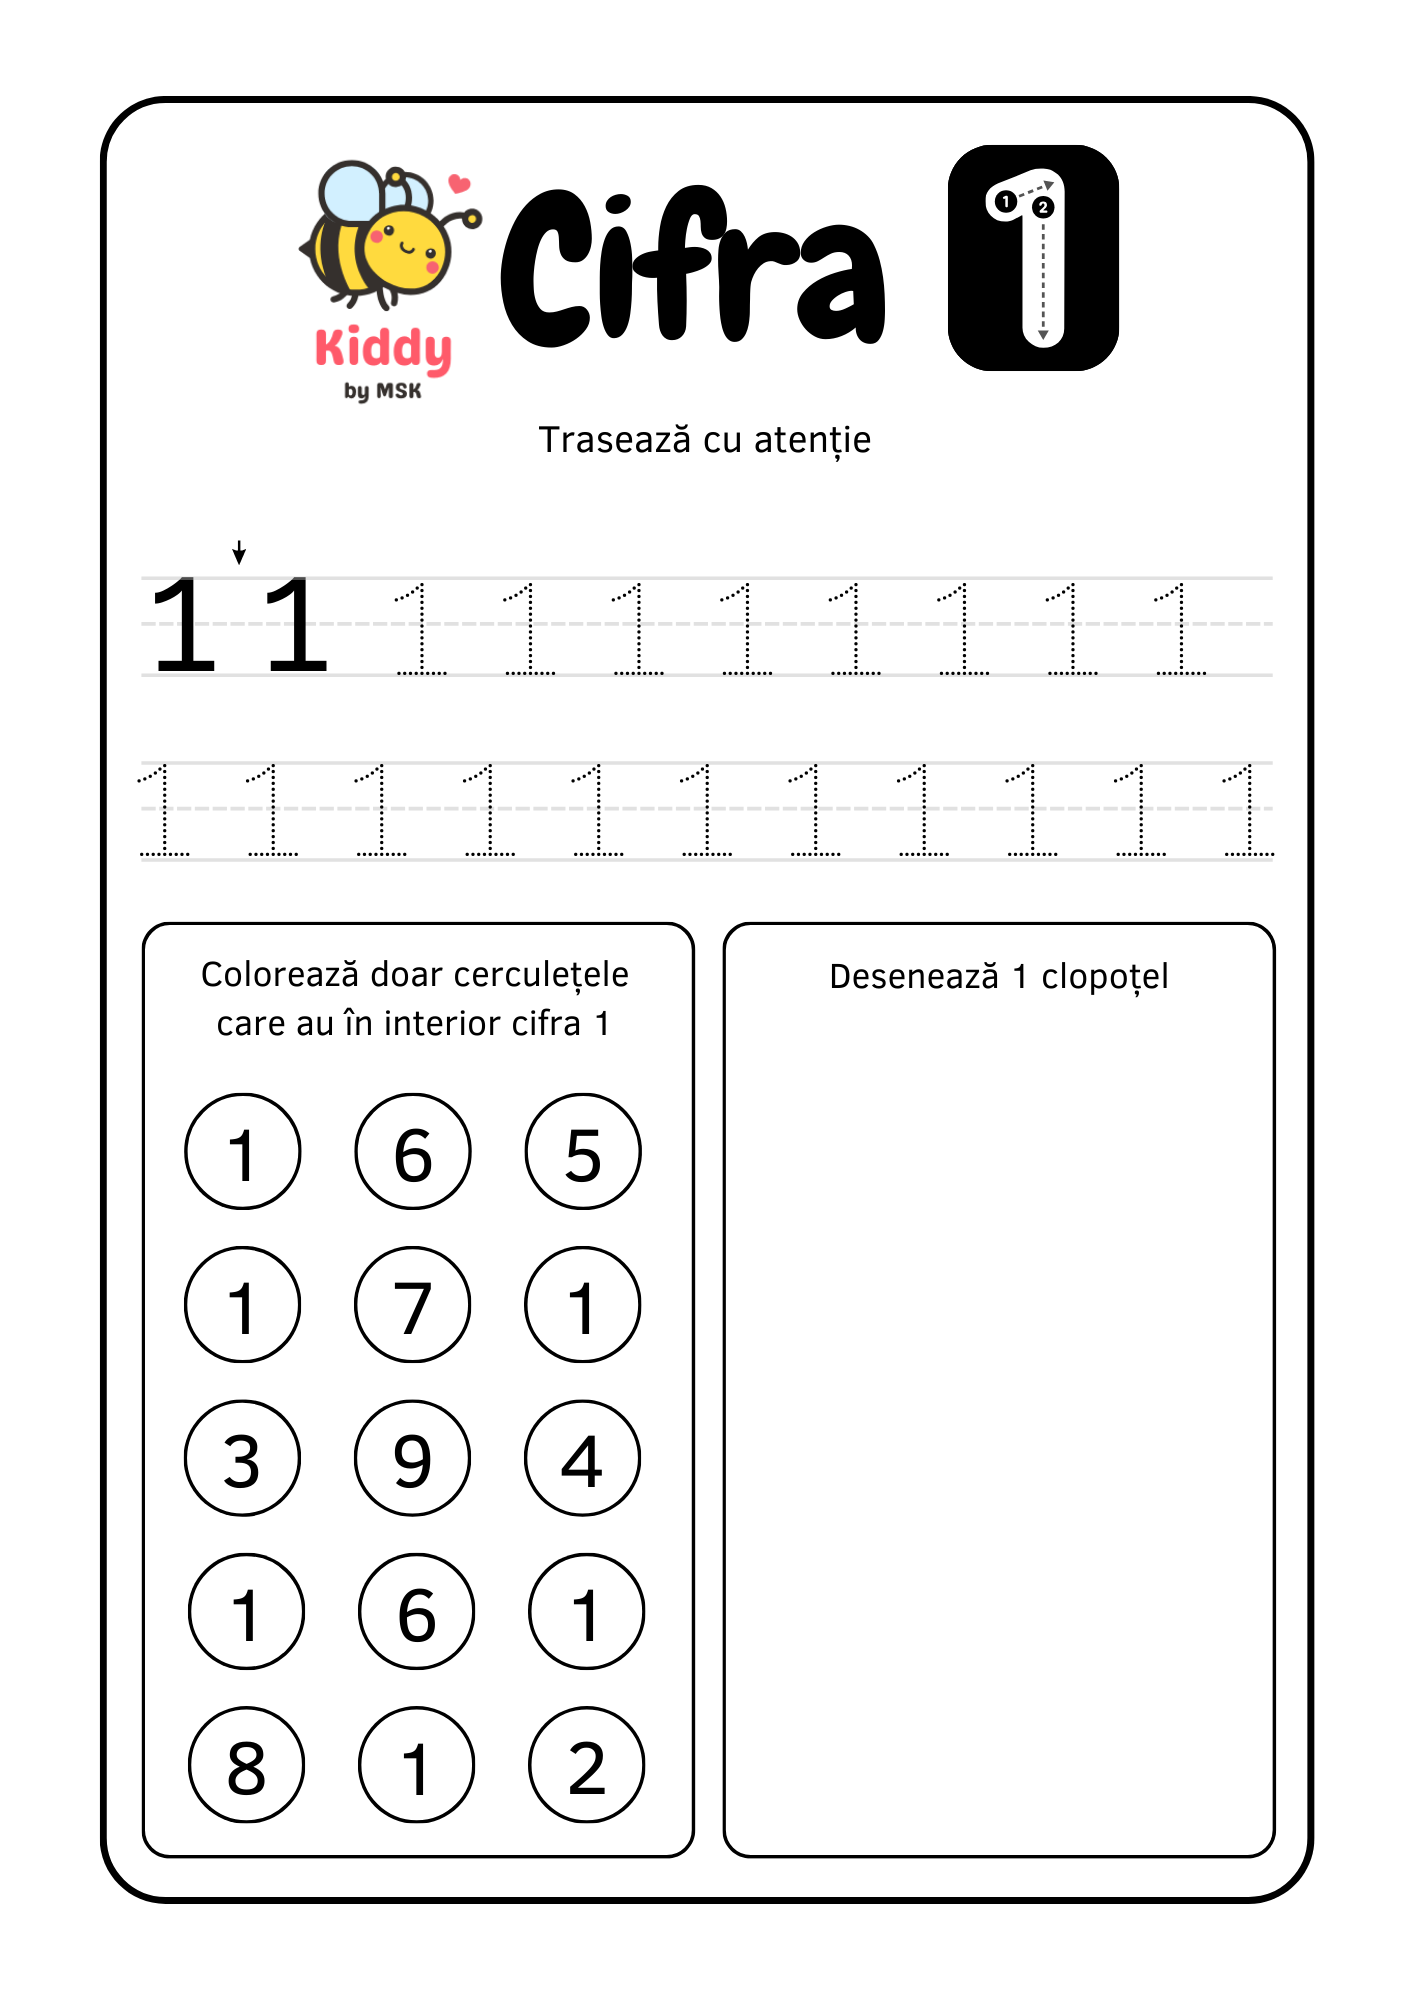 Cifra 1
1 2
Kiddy
by MSK
Trasează cu atenție
1 1 1 1 1 1 1 1 1 1
1 1 1 1 1 1 1 1 1 1 1
Colorează doar cerculețele
care au în interior cifra 1
1 6 5
1 7 1
3 9 4
1 6 1
8 1 2
Desenează 1 clopoțel